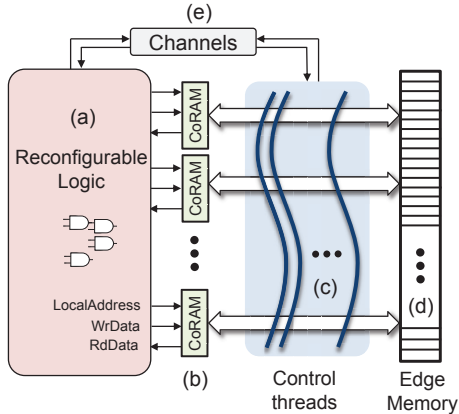 (e)
Channels
(a)
Reconfigurable
Logic
CoRAM
CoRAM
LocalAddress
WrData
RdData
CoRAM
(b)
(c)
Control
threads
(d)
Edge
Memory